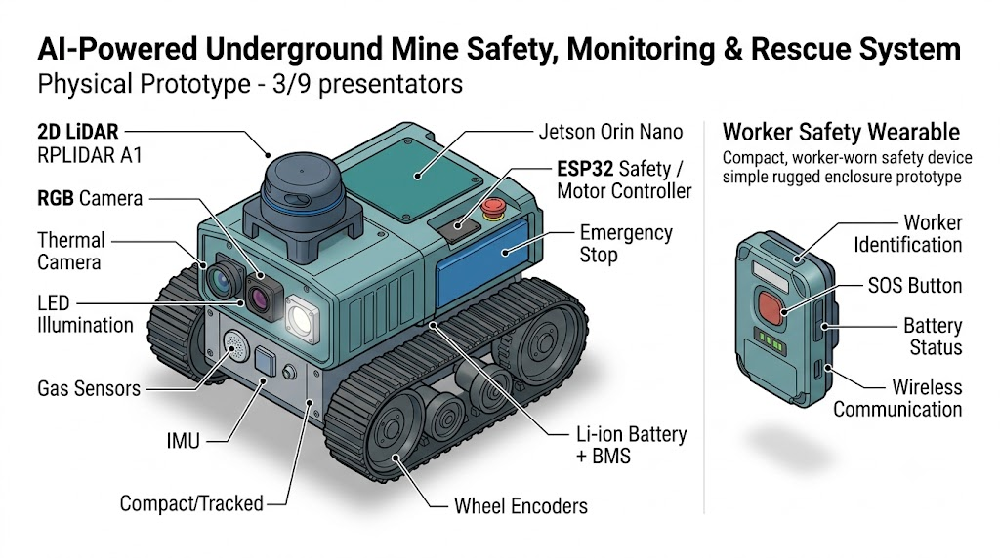 AI-Powered Underground Mine Safety, Monitoring & Rescue System
Physical Prototype - 3/9 presentators
2D LiDAR
RPLIDAR A1
RGB Camera
Thermal
Camera
LED
Illumination
Gas Sensors
IMU
Compact/Tracked
Jetson Orin Nano
ESP32 Safety /
Motor Controller
Emergency
Stop
Li-ion Battery
+ BMS
Wheel Encoders
Worker Safety Wearable
Compact, worker-worn safety device
simple rugged enclosure prototype
Worker
Identification
SOS Button
Battery
Status
Wireless
Communication